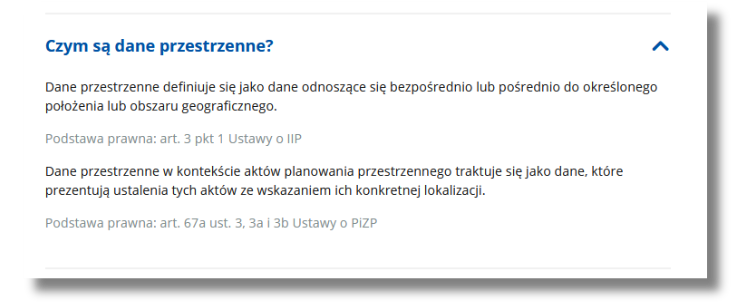 Czym są dane przestrzenne?
Dane przestrzenne definiuje się jako dane odnoszące się bezpośrednio lub pośrednio do określonego
położenia lub obszaru geograficznego.
Podstawa prawna: art. 3 pkt 1 Ustawy o IIP
Dane przestrzenne w kontekście aktów planowania przestrzennego traktuje się jako dane, które
prezentują ustalenia tych aktów ze wskazaniem ich konkretnej lokalizacji.
Podstawa prawna: art. 67a ust. 3, 3a i 3b Ustawy o PiZP